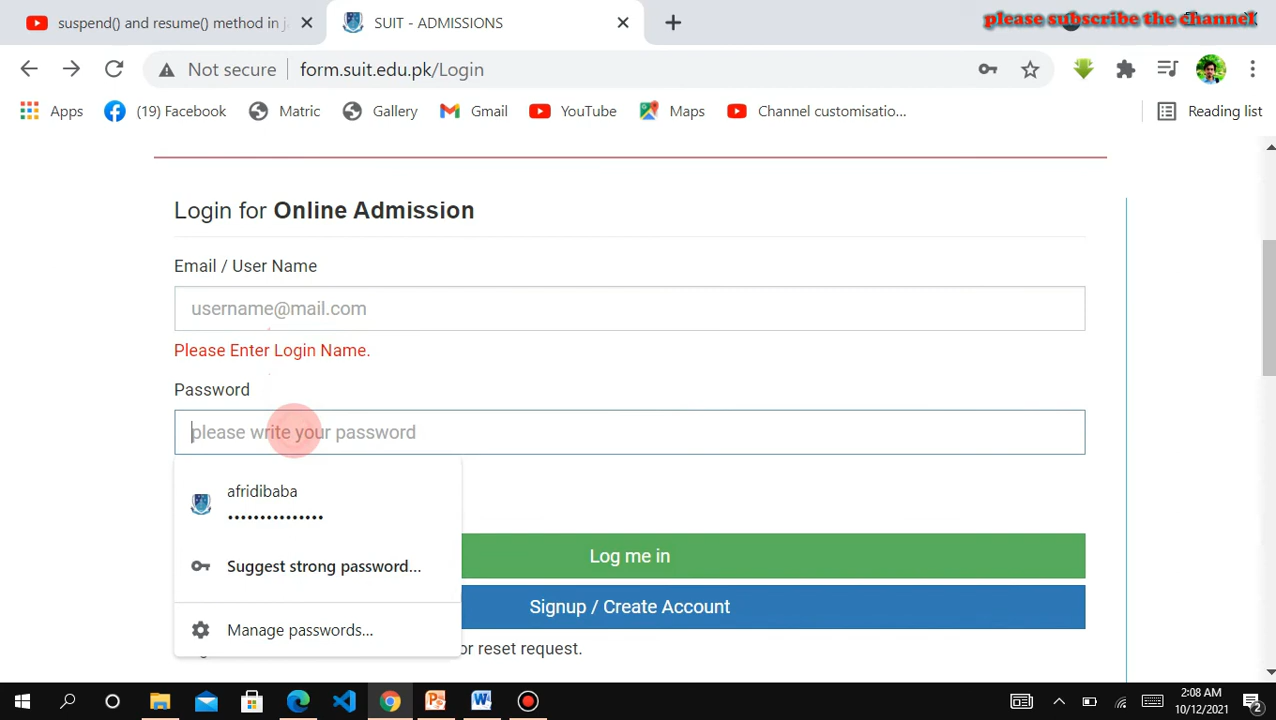 suspend() and resume() method in j
SUIT - ADMISSIONS
please subscribe the channel
Not secure
form.suit.edu.pk/Login
Apps
(19) Facebook
Matric
Gallery
Gmail
YouTube
Maps
Channel customisatio...
Reading list
Login for Online Admission
Email / User Name
username@mail.com
Please Enter Login Name.
Password
please write your password
afridibaba
•••••••••••••••
Suggest strong password...
Log me in
Signup / Create Account
Manage passwords...
or reset request.
2:08 AM
10/12/2021
2